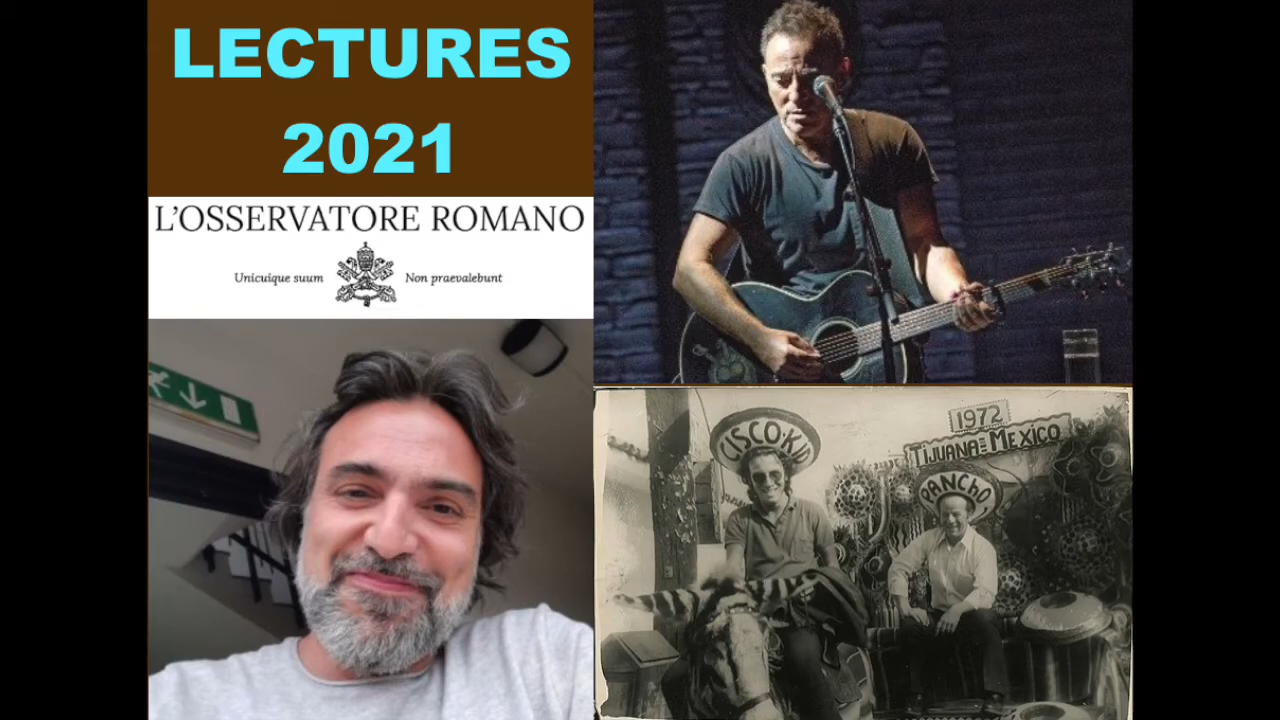 LECTURES
2021
L'OSSERVATORE ROMANO
Unicuique suum Non praevalebunt
CISCO·KID
1972
TIJUANA MEXICO
PANCHO